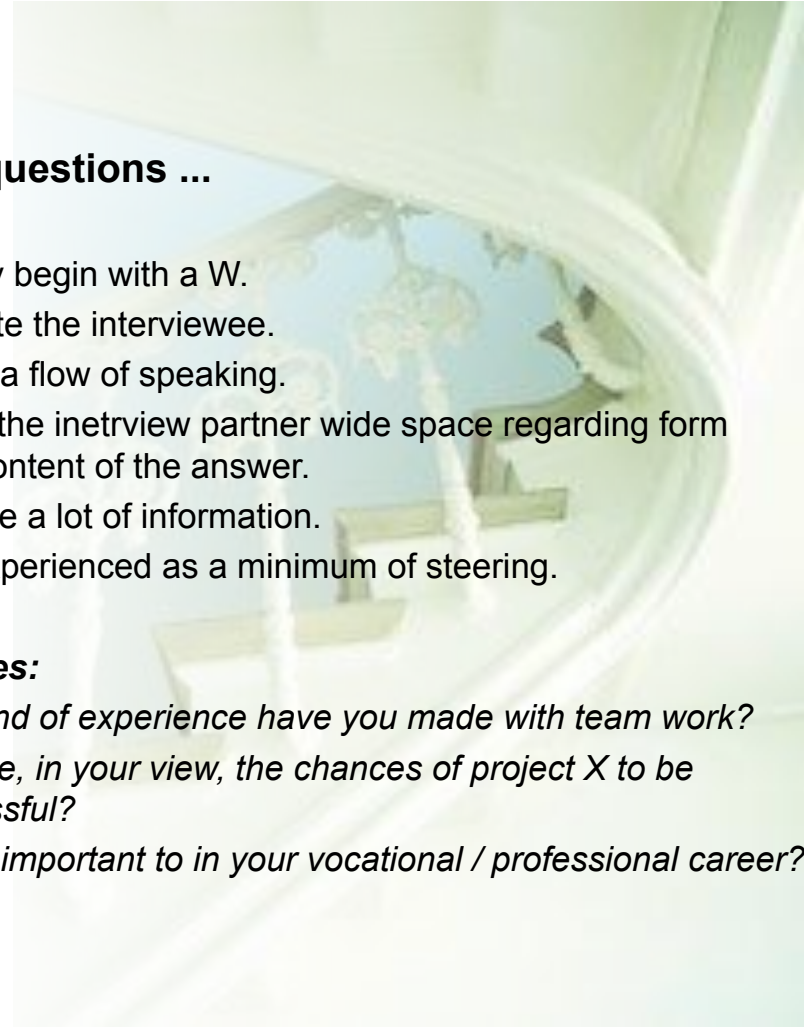 uestions ...
y begin with a W.
te the interviewee.
a flow of speaking.
the inetrview partner wide space regarding form
ontent of the answer.
e a lot of information.
perienced as a minimum of steering.
es:
nd of experience have you made with team work?
e, in your view, the chances of project X to be
ssful?
important to in your vocational / professional career?